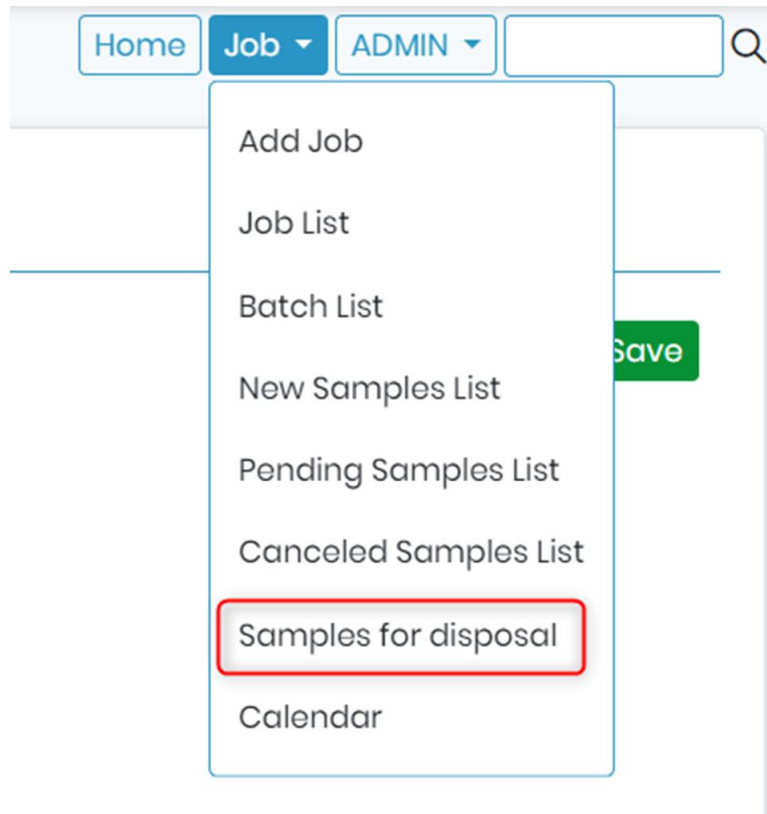 Home Job ADMIN
Add Job
Job List
Batch List
Save
New Samples List
Pending Samples List
Canceled Samples List
Samples for disposal
Calendar